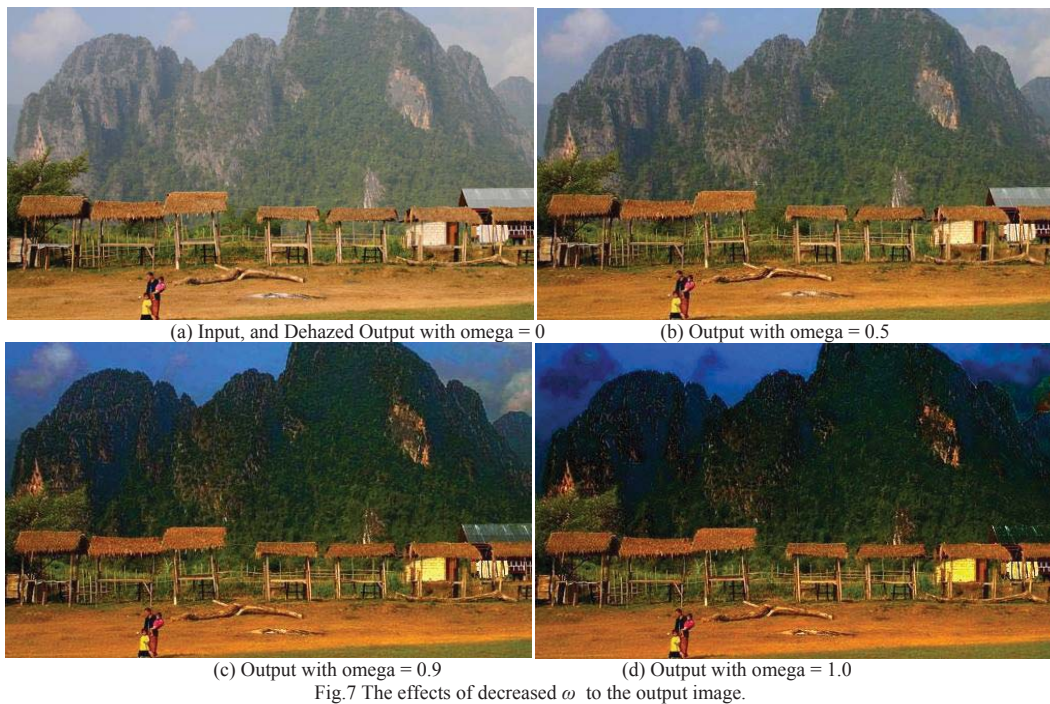 (a) Input, and Dehazed Output with omega = 0
(b) Output with omega = 0.5
(c) Output with omega = 0.9
(d) Output with omega = 1.0
Fig.7 The effects of decreased ω to the output image.